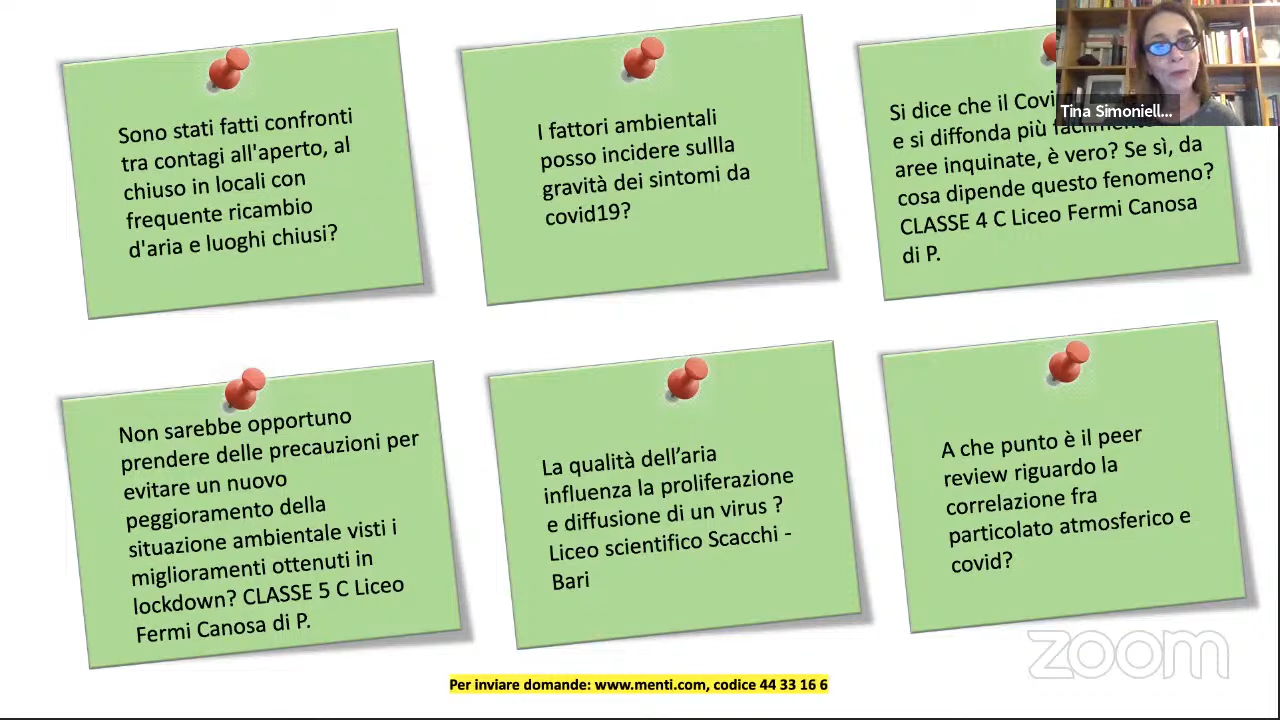 Sono stati fatti confronti
tra contagi all'aperto, al
chiuso in locali con
frequente ricambio
d'aria e luoghi chiusi?
I fattori ambientali
posso incidere sullla
gravità dei sintomi da
covid19?
Tina Simoniell...
Si dice che il Covi
e si diffonda più facilmente
aree inquinate, è vero? Se sì, da
cosa dipende questo fenomeno?
CLASSE 4 C Liceo Fermi Canosa
di P.
Non sarebbe opportuno
prendere delle precauzioni per
evitare un nuovo
peggioramento della
situazione ambientale visti i
miglioramenti ottenuti in
lockdown? CLASSE 5 C Liceo
Fermi Canosa di P.
La qualità dell’aria
influenza la proliferazione
e diffusione di un virus ?
Liceo scientifico Scacchi -
Bari
A che punto è il peer
review riguardo la
correlazione fra
particolato atmosferico e
covid?
zoom
Per inviare domande: www.menti.com, codice 44 33 16 6